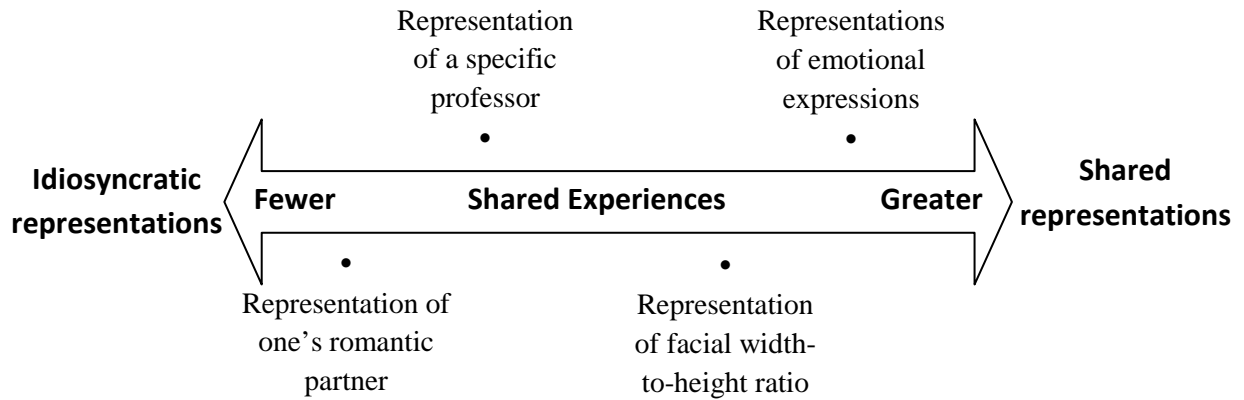 Representation
of a specific
professor
Representations
of emotional
expressions
Idiosyncratic
representations
Fewer
Shared Experiences
Greater
Shared
representations
Representation of
one’s romantic
partner
Representation
of facial width-
to-height ratio